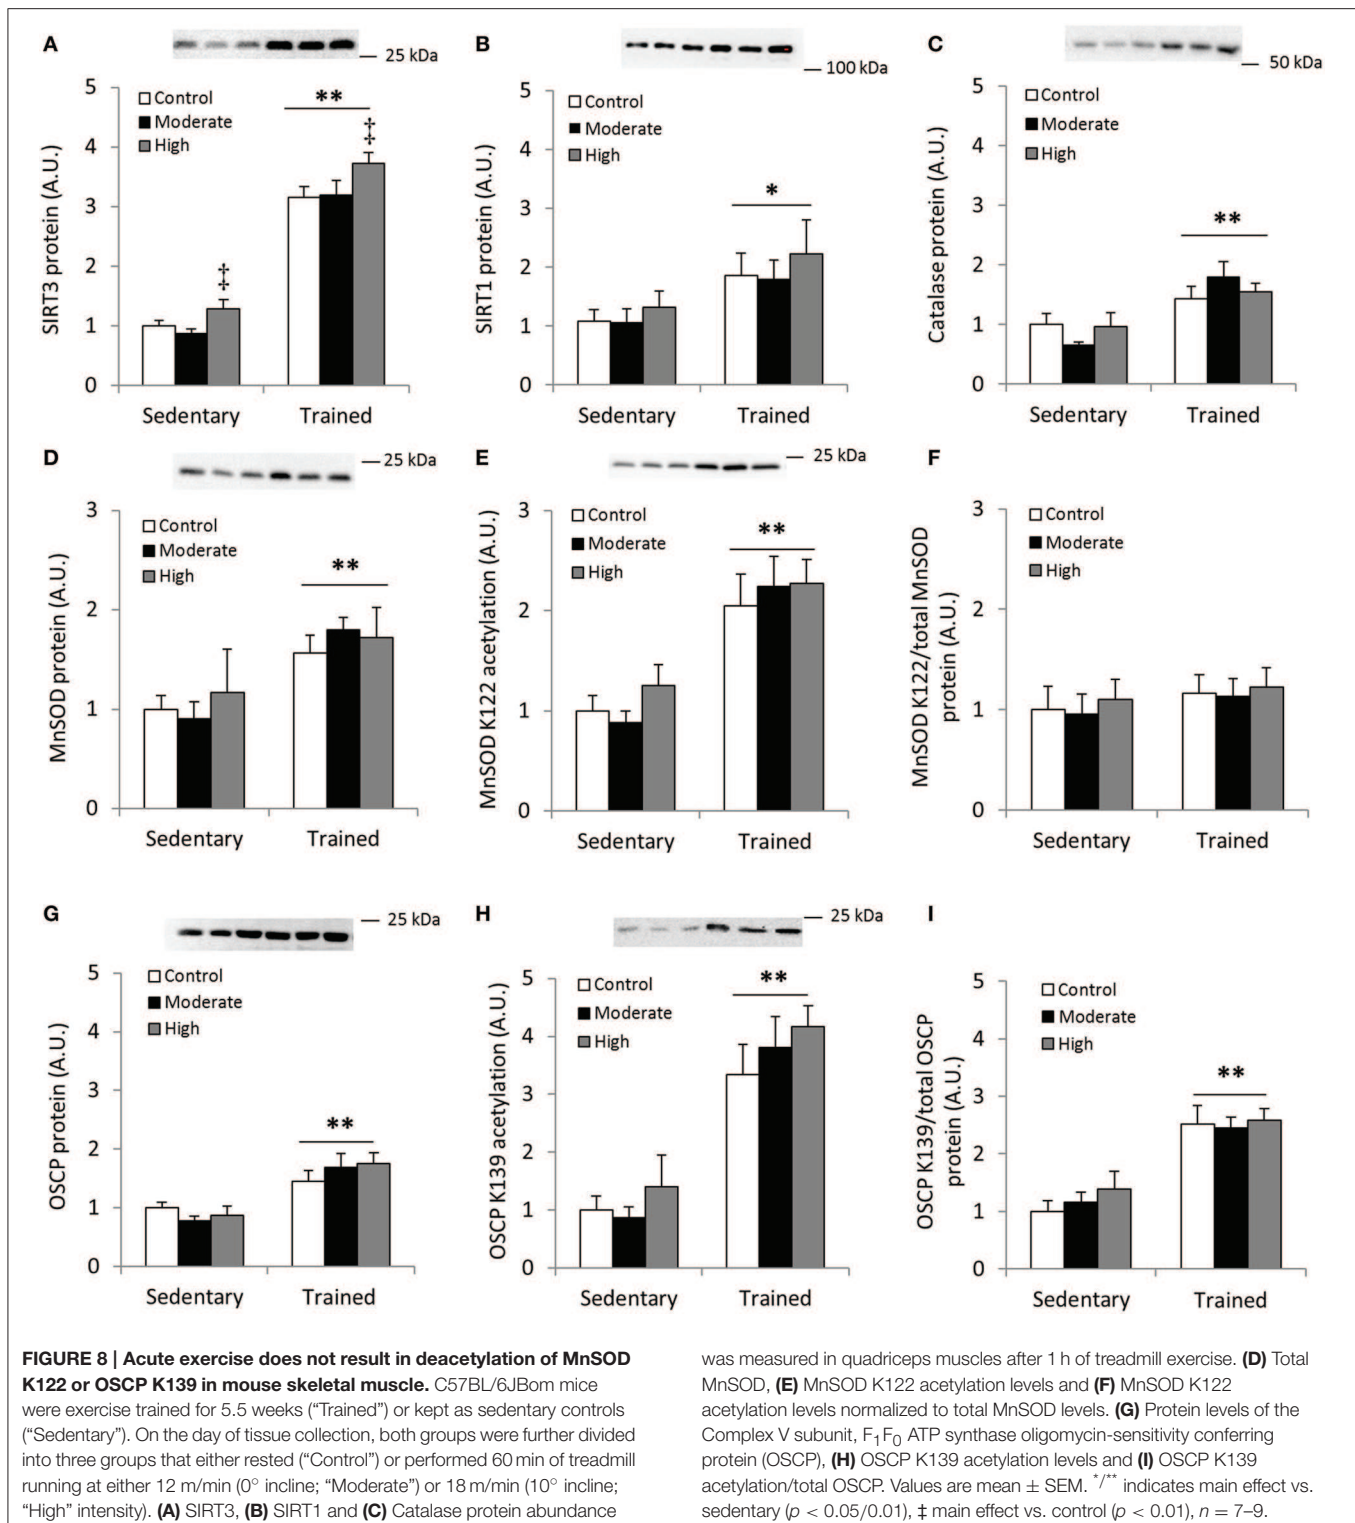 A
25 kDa
5
4
3
2
1
0
SIRT3 protein (A.U.)
Control
Moderate
High
**
‡
‡
Sedentary
Trained
B
100 kDa
5
4
3
2
1
0
SIRT1 protein (A.U.)
Control
Moderate
High
*
Sedentary
Trained
C
50 kDa
5
4
3
2
1
0
Catalase protein (A.U.)
Control
Moderate
High
**
Sedentary
Trained
D
25 kDa
3
2
1
0
MnSOD protein (A.U.)
Control
Moderate
High
**
Sedentary
Trained
E
25 kDa
3
2
1
0
MnSOD K122 acetylation (A.U.)
Control
Moderate
High
**
Sedentary
Trained
F
3
2
1
0
MnSOD K122/total MnSOD
protein (A.U.)
Control
Moderate
High
Sedentary
Trained
G
25 kDa
5
4
3
2
1
0
OSCP protein (A.U.)
Control
Moderate
High
**
Sedentary
Trained
H
25 kDa
5
4
3
2
1
0
OSCP K139 acetylation (A.U.)
Control
Moderate
High
**
Sedentary
Trained
I
5
4
3
2
1
0
OSCP K139/total OSCP
protein (A.U.)
Control
Moderate
High
**
Sedentary
Trained
FIGURE 8 | Acute exercise does not result in deacetylation of MnSOD
K122 or OSCP K139 in mouse skeletal muscle. C57BL/6JBom mice
were exercise trained for 5.5 weeks (“Trained”) or kept as sedentary controls
(“Sedentary”). On the day of tissue collection, both groups were further divided
into three groups that either rested (“Control”) or performed 60 min of treadmill
running at either 12 m/min (0° incline; “Moderate”) or 18 m/min (10° incline;
“High” intensity). (A) SIRT3, (B) SIRT1 and (C) Catalase protein abundance
was measured in quadriceps muscles after 1 h of treadmill exercise. (D) Total
MnSOD, (E) MnSOD K122 acetylation levels and (F) MnSOD K122
acetylation levels normalized to total MnSOD levels. (G) Protein levels of the
Complex V subunit, F₁F₀ ATP synthase oligomycin-sensitivity conferring
protein (OSCP), (H) OSCP K139 acetylation levels and (I) OSCP K139
acetylation/total OSCP. Values are mean ± SEM. */** indicates main effect vs.
sedentary (p < 0.05/0.01), ‡ main effect vs. control (p < 0.01), n = 7–9.